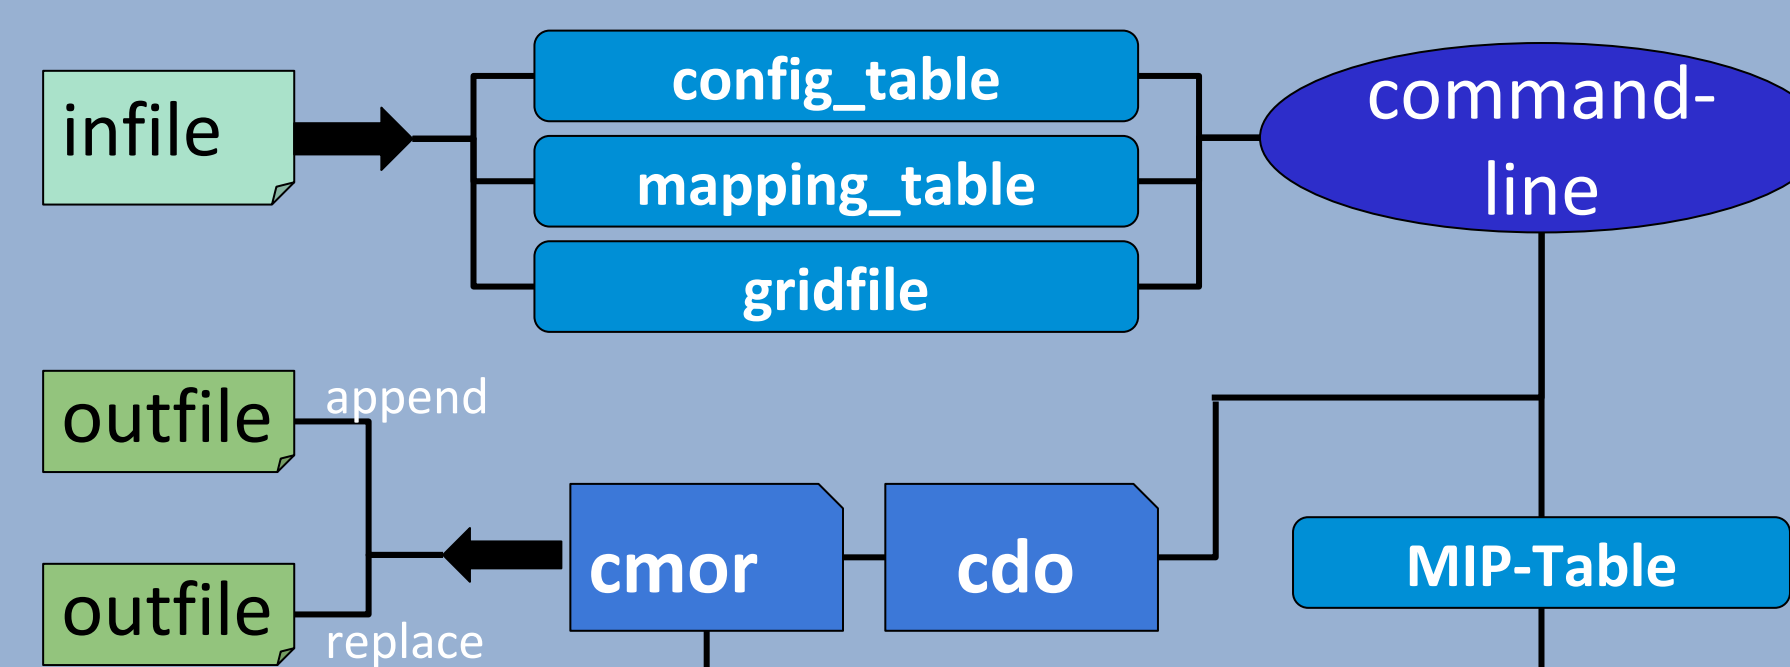 infile
config_table
mapping_table
gridfile
command-
line
outfile
append
outfile
replace
cmor
cdo
MIP-Table